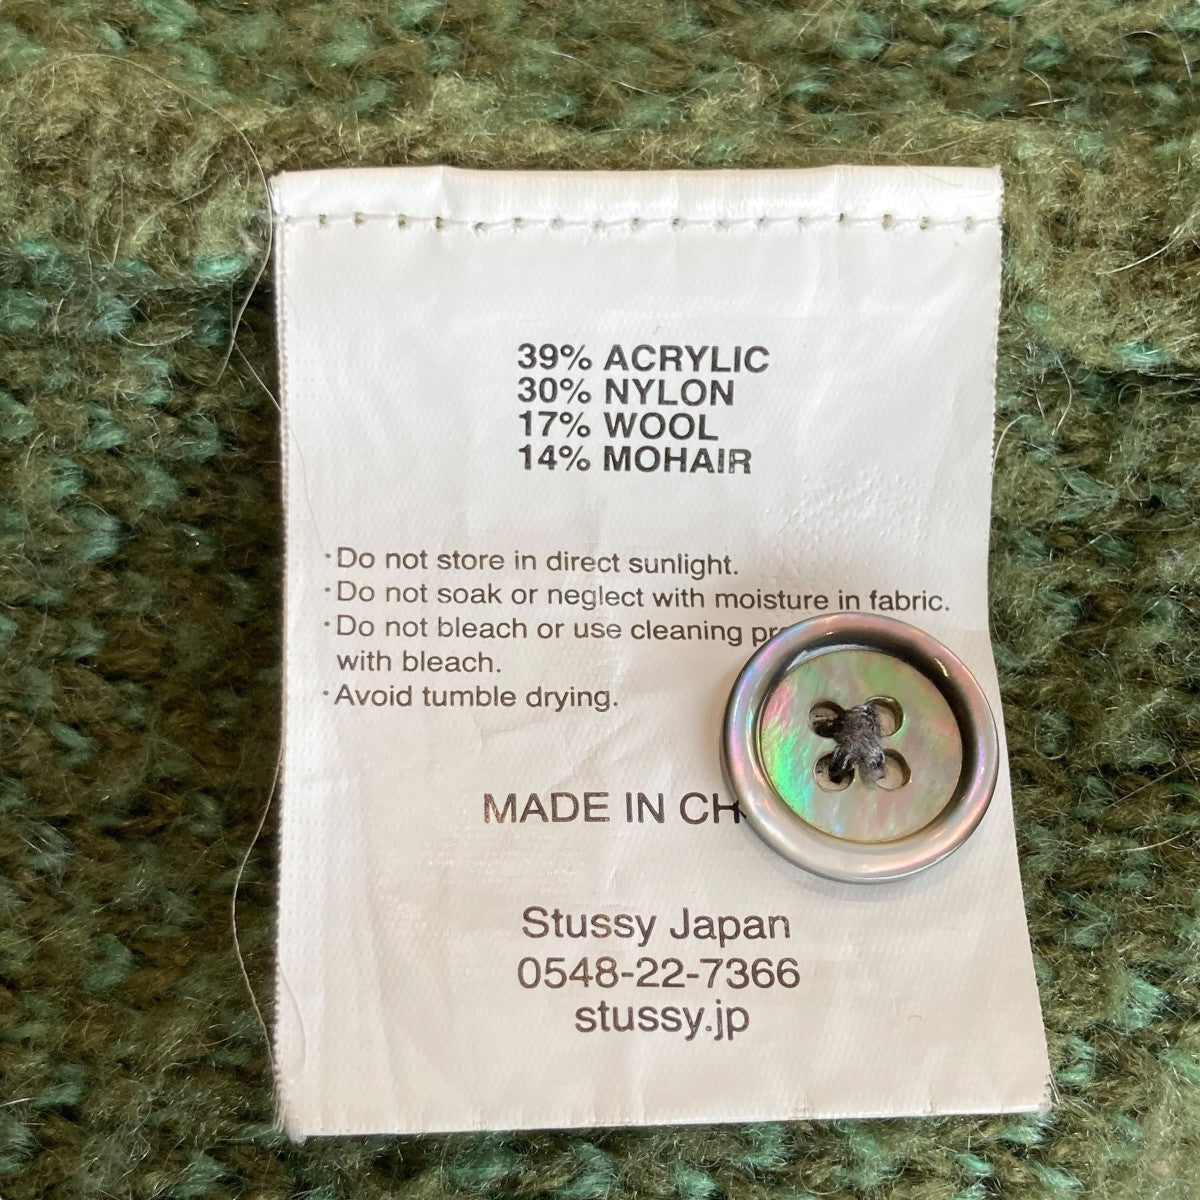 39% ACRYLIC
30% NYLON
17% WOOL
14% MOHAIR
·Do not store in direct sunlight.
·Do not soak or neglect with moisture in fabric.
·Do not bleach or use cleaning
with bleach.
·Avoid tumble drying.
MADE IN
Stussy Japan
0548-22-7366
stussy.jp